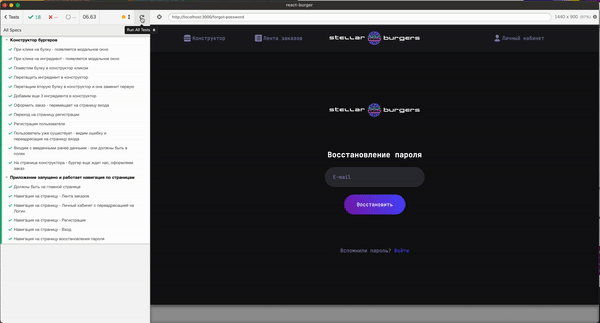 react-burger
Tests
18
--
--
06.63
http://localhost:3000/forgot-password
1440 x 900 (67%)
Run All Tests
All Specs
Конструктор бургеров
При клике на булку - появляется модальное окно
При клике на ингредиент - появляется модальное окно
Поместим булку в конструктор кликом
Перетащить ингредиент в конструктор
Перетащим вторую булку в конструктор и она заменит первую
Добавим еще 3 ингредиента в конструктор
Оформить заказ - перемещает на страницу входа
Переход на страницу регистрации
Регистрация пользователя
Пользователь уже существует - видим ошибку и
переадресация на страницу входа
Входим с введенными ранее данными - они должны быть в
полях
На странице конструктора - бургер еще ждет нас, оформляем
заказ
Приложение запущено и работает навигация по страницам
Должны быть на главной странице
Навигация на страницу - Лента заказов
Навигация на страницу - Личный кабинет с переадресацией на
Логин
Навигация на страницу - Регистрация
Навигация на страницу - Вход
Навигация на страницу восстановления пароля
Конструктор
Лента заказов
stellar burgers
Личный кабинет
stellar burgers
Восстановление пароля
E-mail
Восстановить
Вспомнили пароль? Войти